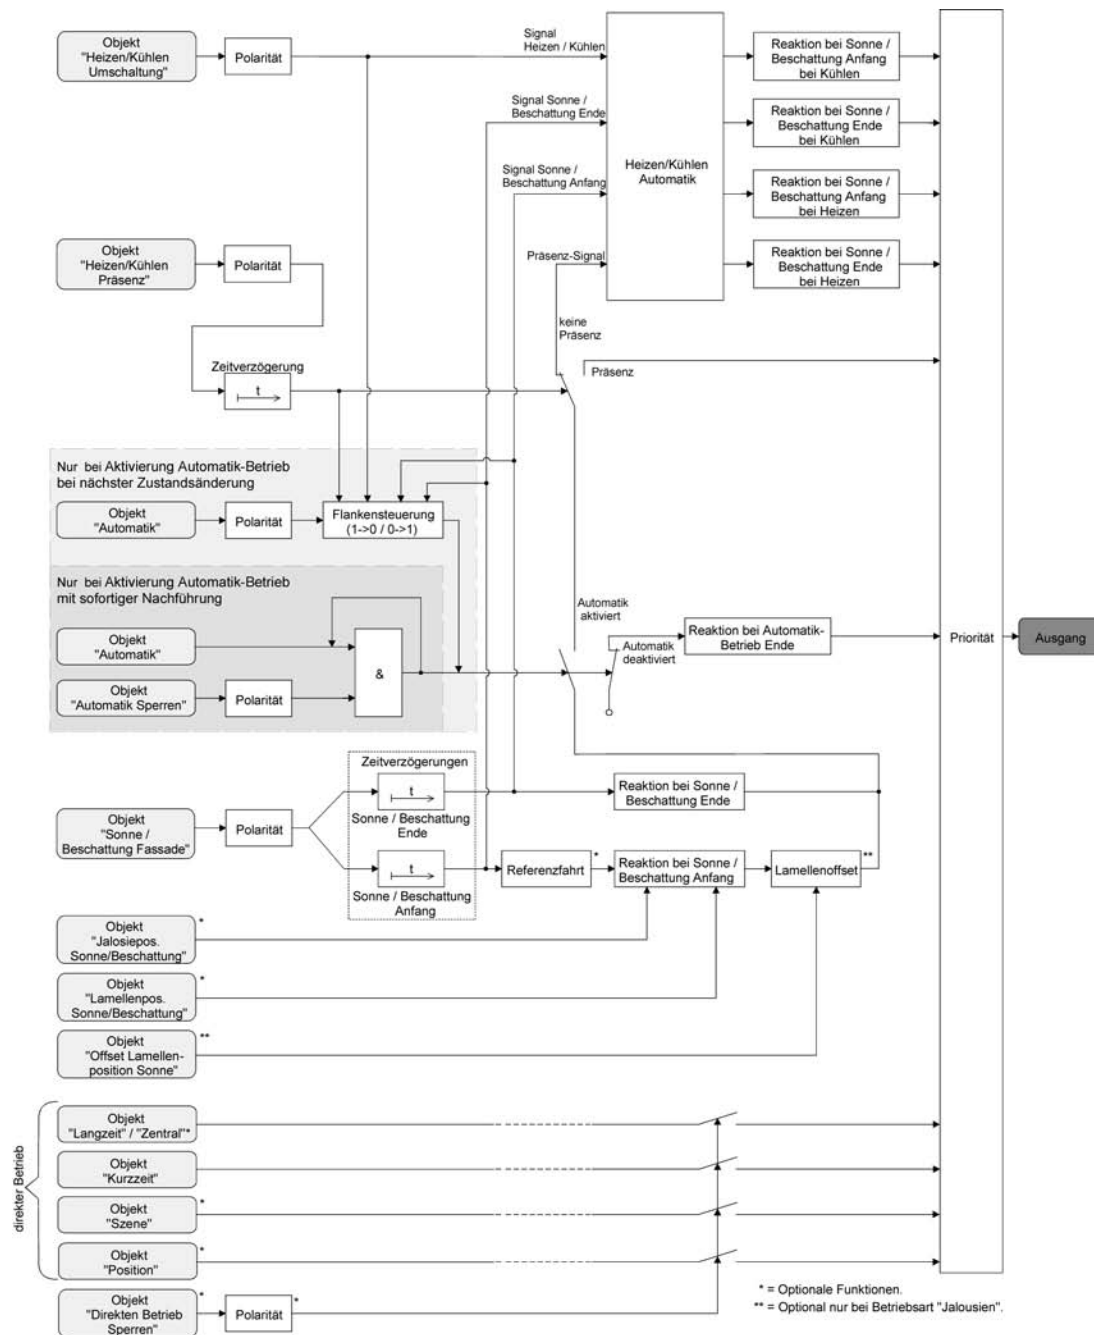 Objekt
"Heizen/Kühlen
Umschaltung"
Polarität
Signal
Heizen / Kühlen
Reaktion bei Sonne /
Beschattung Anfang
bei Kühlen
Signal Sonne /
Beschattung Ende
Reaktion bei Sonne /
Beschattung Ende
bei Kühlen
Heizen/Kühlen
Automatik
Signal Sonne /
Beschattung Anfang
Reaktion bei Sonne /
Beschattung Anfang
bei Heizen
Objekt
"Heizen/Kühlen
Präsenz"
Polarität
Präsenz-Signal
Reaktion bei Sonne /
Beschattung Ende
bei Heizen
keine
Präsenz
Präsenz
Zeitverzögerung
t
Nur bei Aktivierung Automatik-Betrieb
bei nächster Zustandsänderung
Objekt
"Automatik"
Polarität
Flankensteuerung
(1->0 / 0->1)
Nur bei Aktivierung Automatik-Betrieb
mit sofortiger Nachführung
Objekt
"Automatik"
Objekt
"Automatik Sperren"
Polarität
&
Automatik
aktiviert
Automatik
deaktiviert
Reaktion bei Automatik-
Betrieb Ende
Priorität
Ausgang
Zeitverzögerungen
t
Sonne / Beschattung
Ende
Reaktion bei Sonne /
Beschattung Ende
Objekt
"Sonne /
Beschattung Fassade"
Polarität
t
Sonne / Beschattung
Anfang
Referenzfahrt *
Reaktion bei Sonne /
Beschattung Anfang
Lamellenoffset **
Objekt *
"Jalosiepos.
Sonne/Beschattung"
Objekt *
"Lamellenpos.
Sonne/Beschattung"
Objekt **
"Offset Lamellen-
position Sonne"
direkter Betrieb
Objekt
"Langzeit" / "Zentral"*
Objekt
"Kurzzeit"
Objekt *
"Szene"
Objekt *
"Position"
Objekt *
"Direkten Betrieb
Sperren"
Polarität *
* = Optionale Funktionen.
** = Optional nur bei Betriebsart "Jalousien".